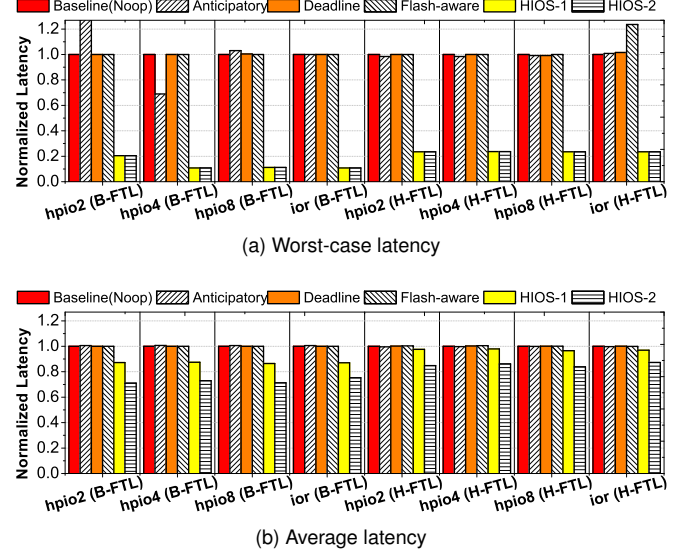 Baseline(Noop) Anticipatory Deadline Flash-aware HIOS-1 HIOS-2
Normalized Latency
1.2
1.0
0.8
0.6
0.4
0.2
0.0
hpio2 (B-FTL) hpio4 (B-FTL) hpio8 (B-FTL) ior (B-FTL) hpio2 (H-FTL) hpio4 (H-FTL) hpio8 (H-FTL) ior (H-FTL)
(a) Worst-case latency
Baseline(Noop) Anticipatory Deadline Flash-aware HIOS-1 HIOS-2
Normalized Latency
1.2
1.0
0.8
0.6
0.4
0.2
0.0
hpio2 (B-FTL) hpio4 (B-FTL) hpio8 (B-FTL) ior (B-FTL) hpio2 (H-FTL) hpio4 (H-FTL) hpio8 (H-FTL) ior (H-FTL)
(b) Average latency